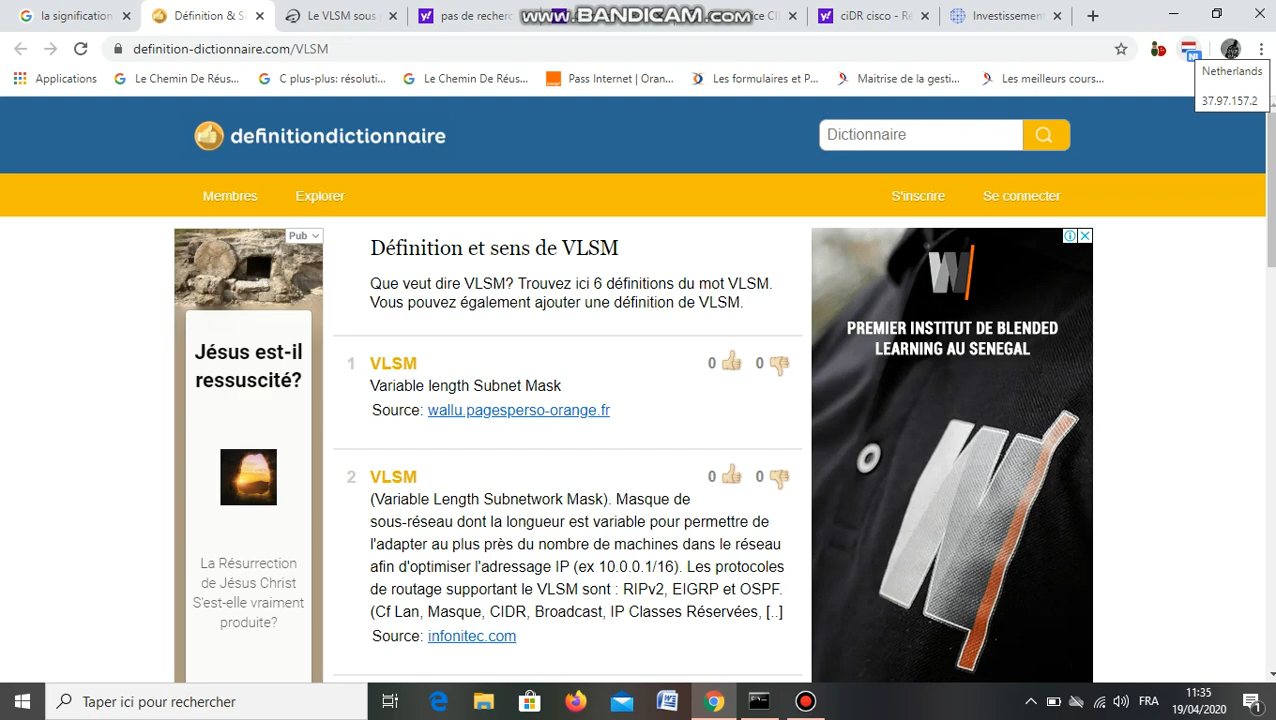 la signification
Définition & S
Le VLSM sous
pas de recherc
www.BANDICAM.com
ce CI
ciDR cisco - Ré
Investissement
definition-dictionnaire.com/VLSM
Netherlands
37.97.157.2
Applications
Le Chemin De Réus...
C plus-plus: résoluti...
Le Chemin De Réus...
Pass Internet | Oran...
Les formulaires et P...
Maitrise de la gesti...
Les meilleurs cours...
definitiondictionnaire
Dictionnaire
Membres
Explorer
S'inscrire
Se connecter
Pub
Jésus est-il
ressuscité?
La Résurrection
de Jésus Christ
S'est-elle vraiment
produite?
Définition et sens de VLSM
Que veut dire VLSM? Trouvez ici 6 définitions du mot VLSM.
Vous pouvez également ajouter une définition de VLSM.
1 VLSM 0 0
Variable length Subnet Mask
Source: wallu.pagesperso-orange.fr
2 VLSM 0 0
(Variable Length Subnetwork Mask). Masque de
sous-réseau dont la longueur est variable pour permettre de
l'adapter au plus près du nombre de machines dans le réseau
afin d'optimiser l'adressage IP (ex 10.0.0.1/16). Les protocoles
de routage supportant le VLSM sont : RIPv2, EIGRP et OSPF.
(Cf Lan, Masque, CIDR, Broadcast, IP Classes Réservées, [..]
Source: infonitec.com
W
PREMIER INSTITUT DE BLENDED
LEARNING AU SENEGAL
Taper ici pour rechercher
FRA
11:35
19/04/2020
1